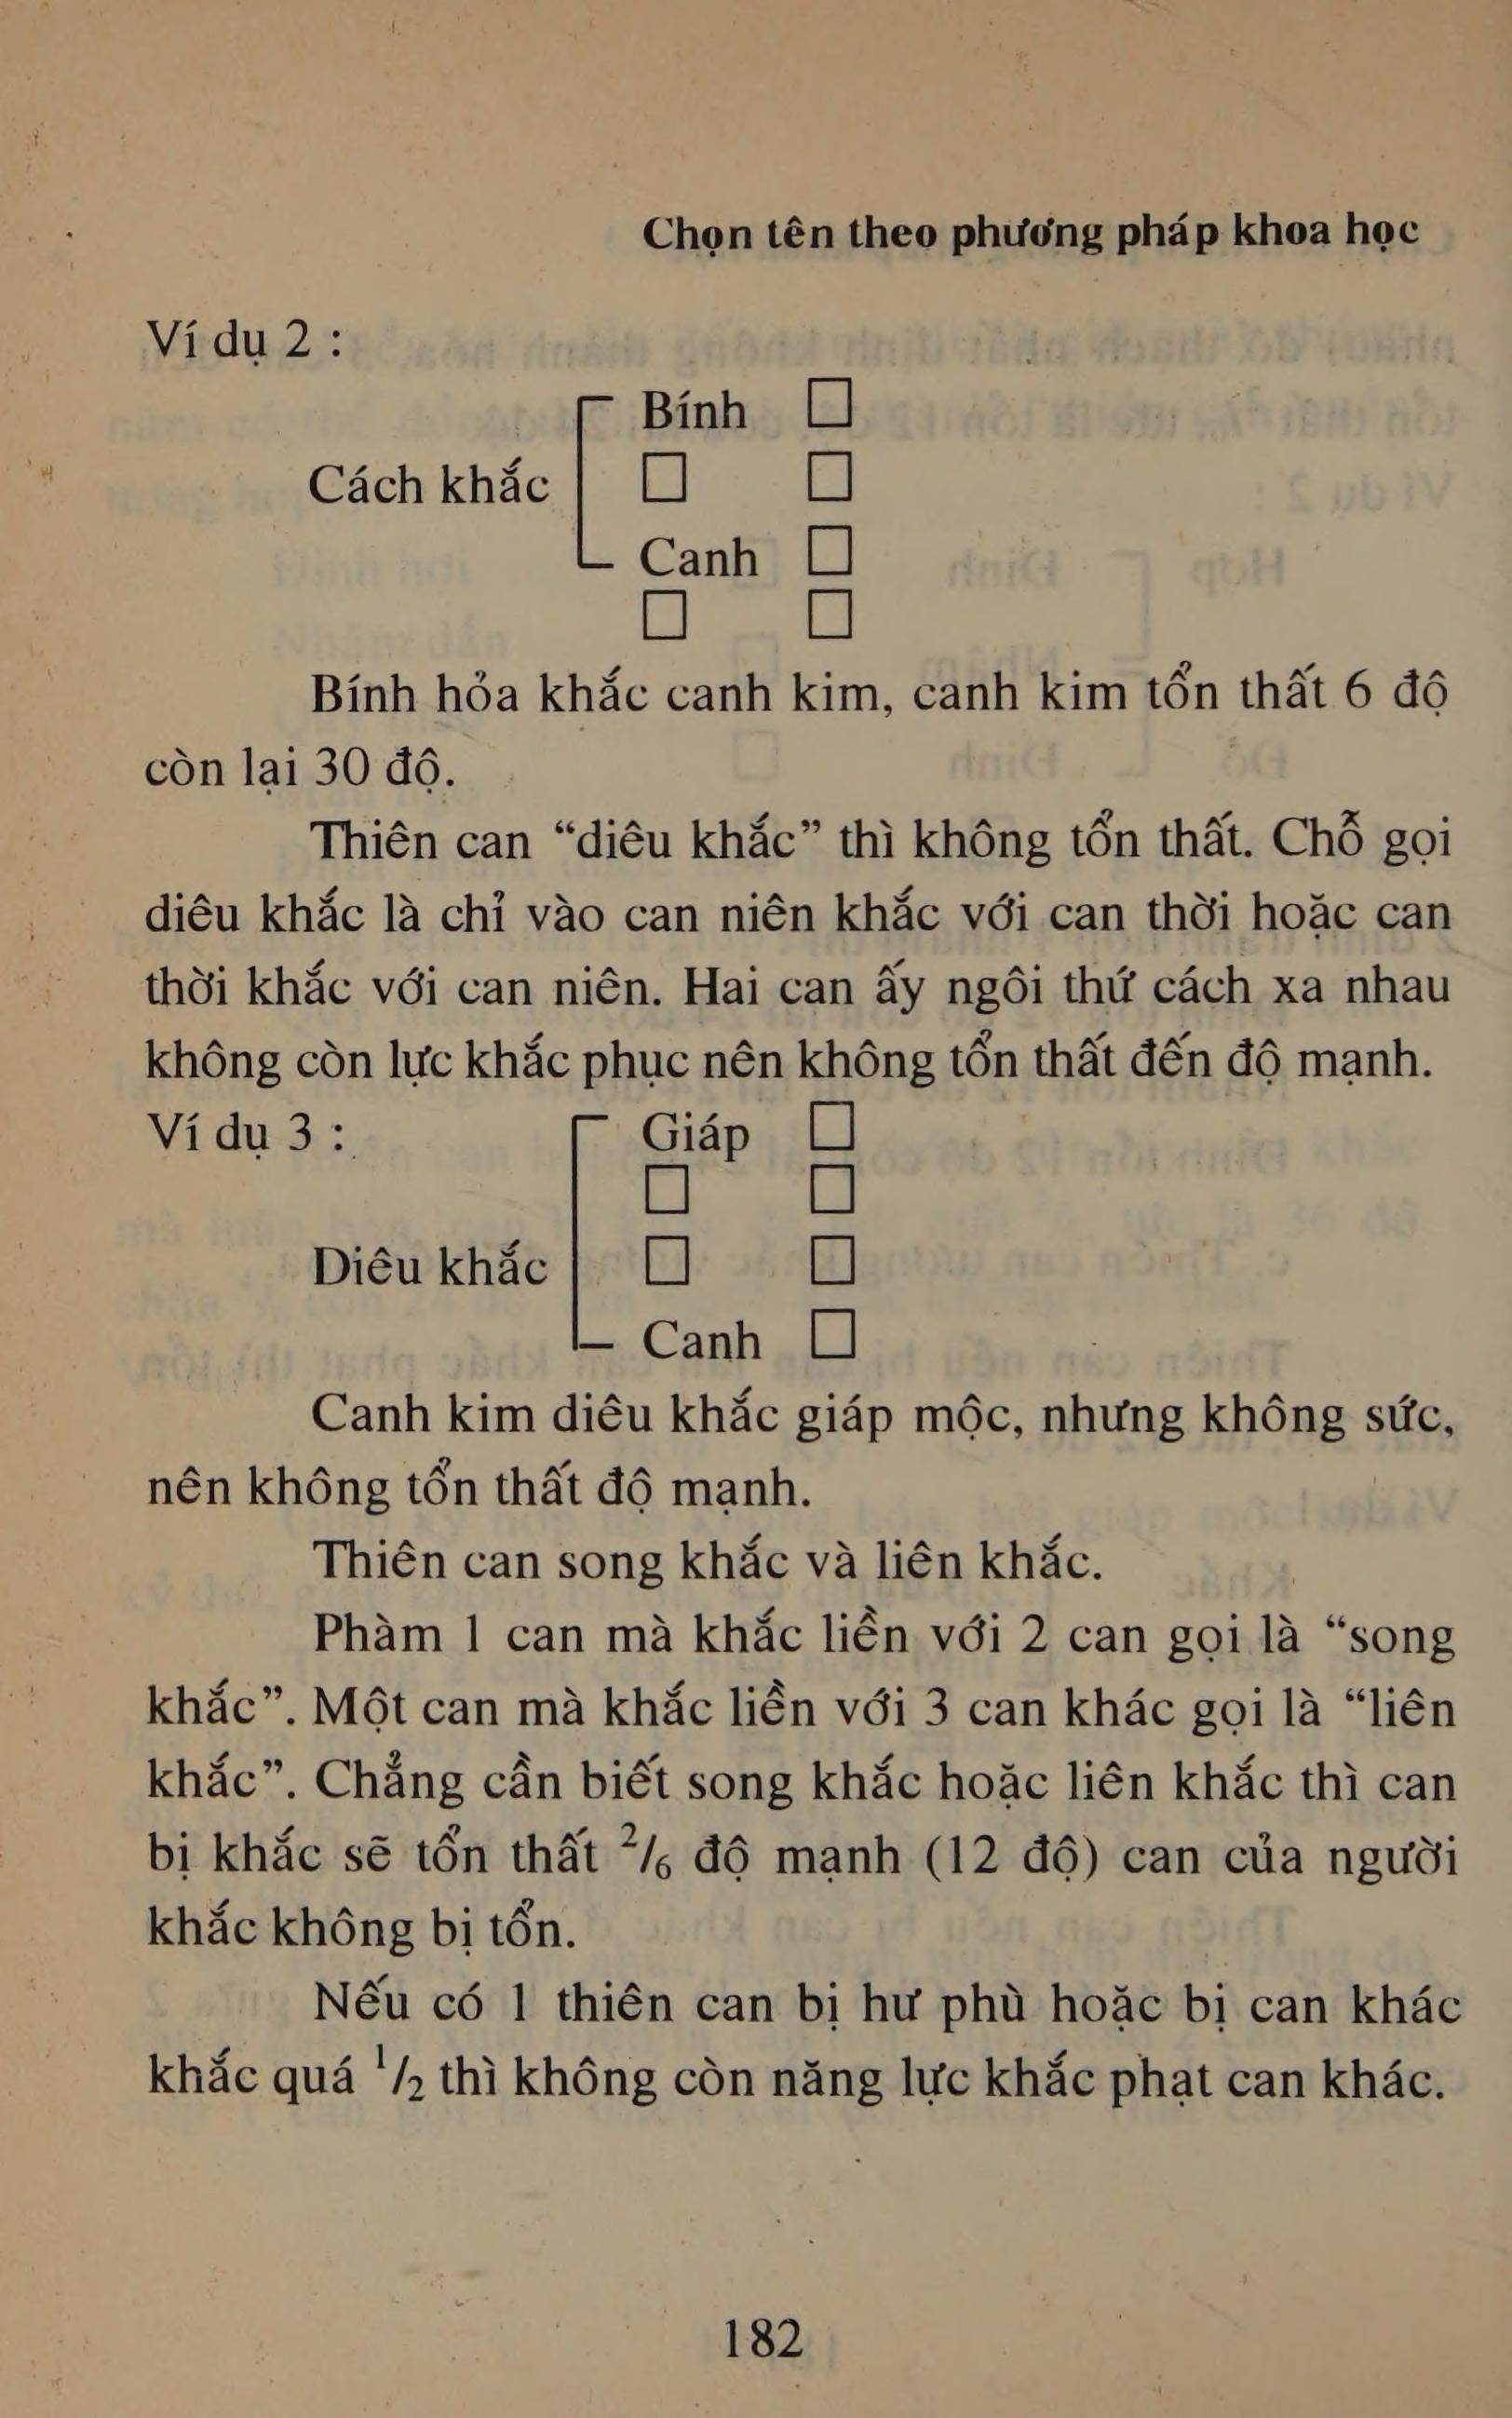 Chọn tên theo phương pháp khoa học
Ví dụ 2 :
Bính □
Cách khắc □ □
Canh □
□ □
Bính hỏa khắc canh kim, canh kim tổn thất 6 độ
còn lại 30 độ.
Thiên can “diêu khắc” thì không tổn thất. Chỗ gọi
diêu khắc là chỉ vào can niên khắc với can thời hoặc can
thời khắc với can niên. Hai can ấy ngôi thứ cách xa nhau
không còn lực khắc phục nên không tổn thất đến độ mạnh.
Ví dụ 3 : Giáp □
□ □
Diêu khắc □ □
Canh □
Canh kim diêu khắc giáp mộc, nhưng không sức,
nên không tổn thất độ mạnh.
Thiên can song khắc và liên khắc.
Phàm 1 can mà khắc liền với 2 can gọi là “song
khắc”. Một can mà khắc liền với 3 can khác gọi là “liên
khắc”. Chẳng cần biết song khắc hoặc liên khắc thì can
bị khắc sẽ tổn thất ²/₆ độ mạnh (12 độ) can của người
khắc không bị tổn.
Nếu có 1 thiên can bị hư phù hoặc bị can khác
khắc quá ¹/₂ thì không còn năng lực khắc phạt can khác.
182